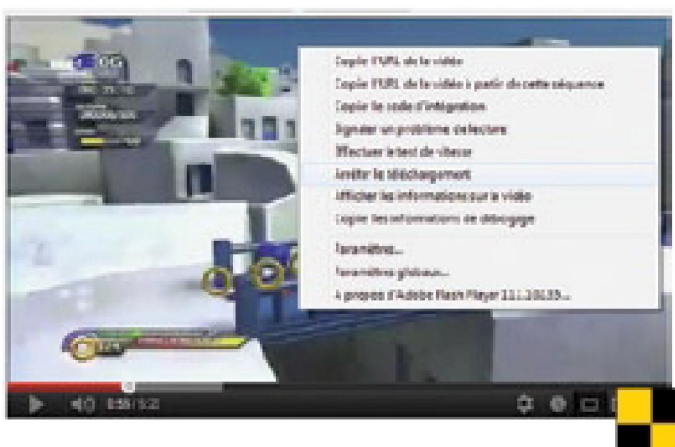 06
Copier l'URL de la vidéo
Copier l'URL de la vidéo à partir de cette séquence
Copier le code d'intégration
Signaler un problème de lecture
Effectuer le test de vitesse
Arrêter le téléchargement
Afficher les informations sur la vidéo
Copier les informations de débogage
Paramètres...
Paramètres globaux...
À propos d'Adobe Flash Player